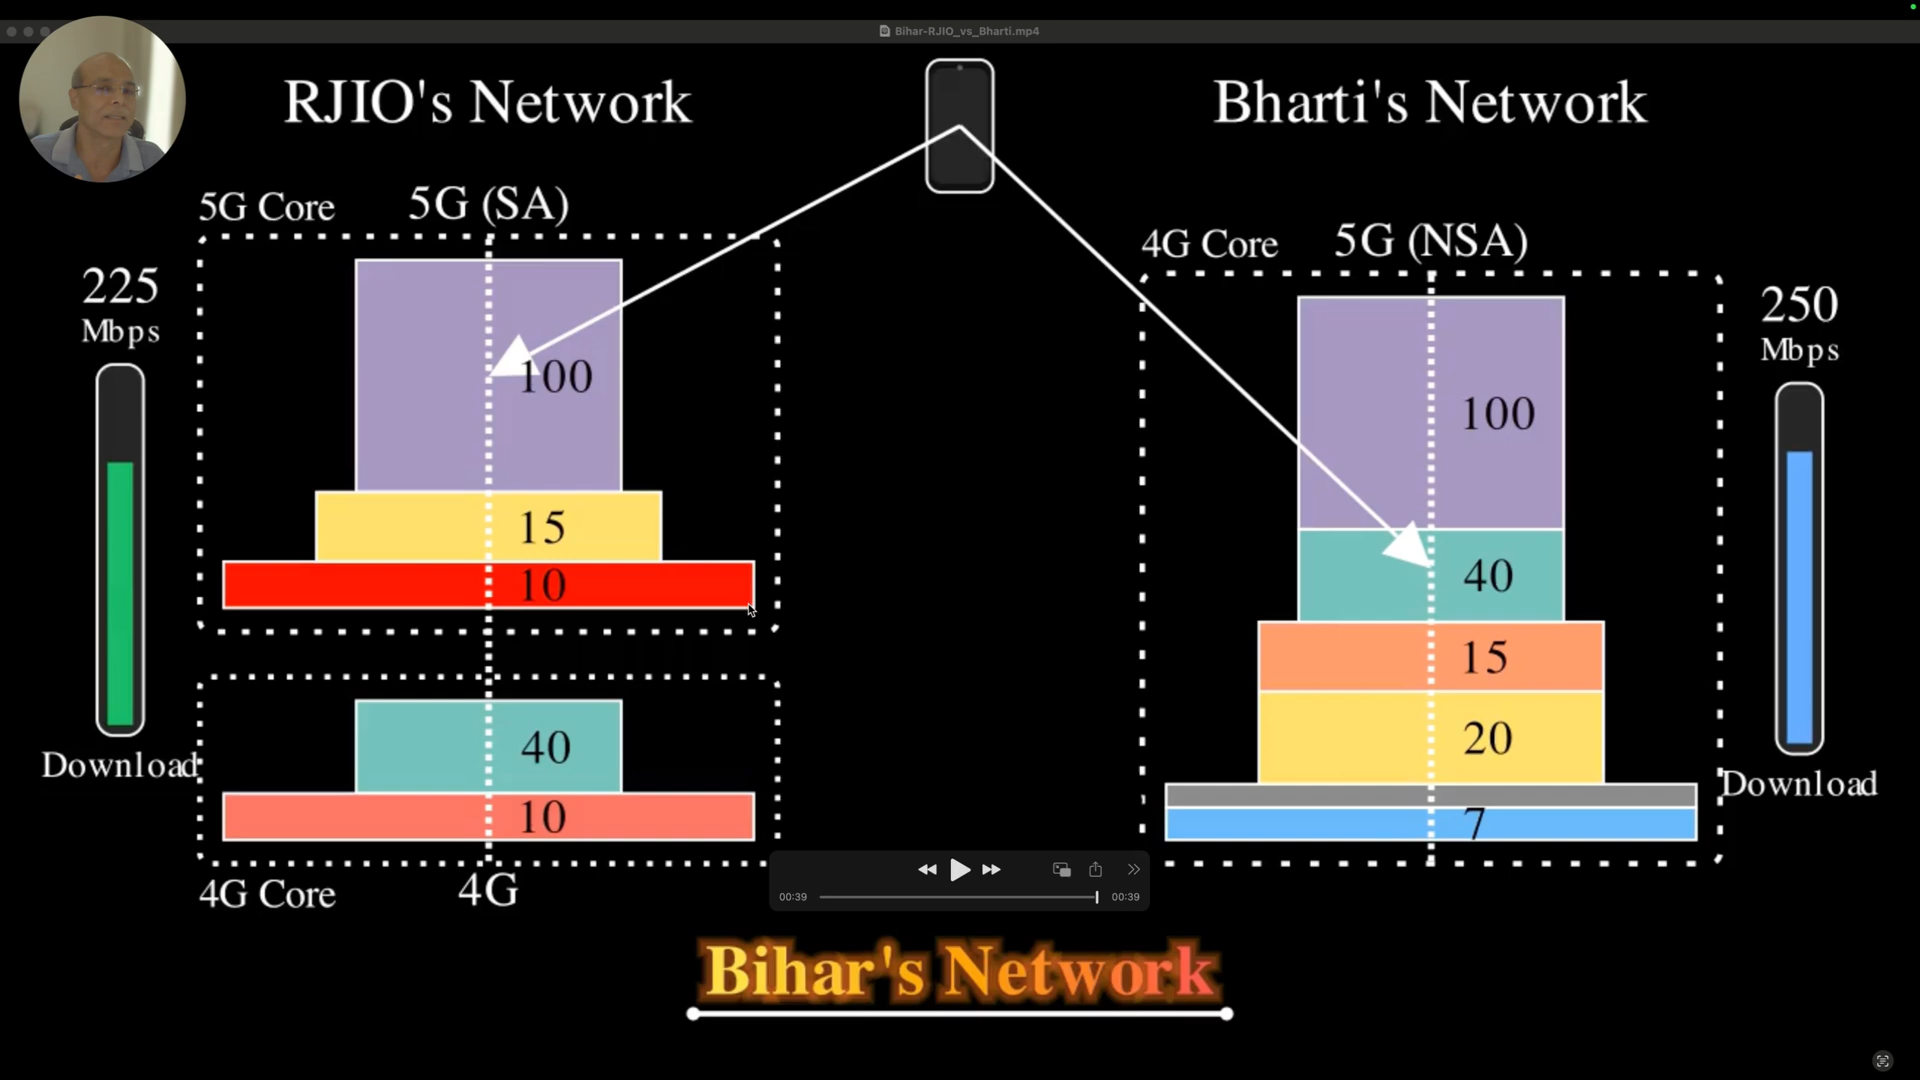 Bihar-RJIO_vs_Bharti.mp4
RJIO's Network
Bharti's Network
5G Core
5G (SA)
225
Mbps
100
15
10
Download
40
10
4G Core
4G
4G Core
5G (NSA)
250
Mbps
100
40
15
20
7
Download
00:39
00:39
Bihar's Network